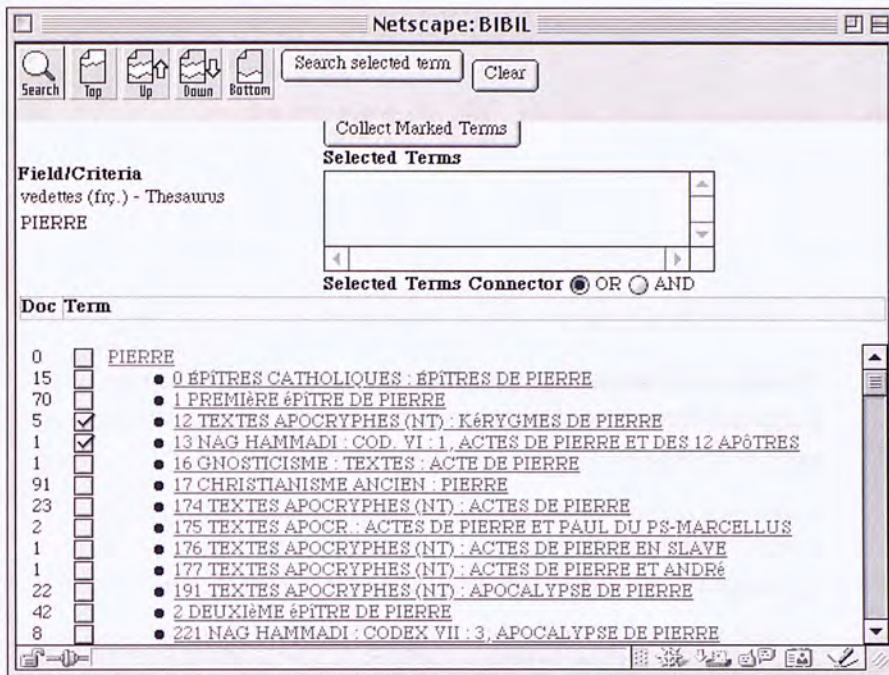 Netscape: BIBIL
Search
Top
Up
Down
Bottom
Search selected term
Clear
Collect Marked Terms
Selected Terms
Field/Criteria
vedettes (frç.) - Thesaurus
PIERRE
Selected Terms Connector OR AND
Doc Term
0 PIERRE
15 0 ÉPîTRES CATHOLIQUES : ÉPîTRES DE PIERRE
70 1 PREMIèRE éPîTRE DE PIERRE
5 12 TEXTES APOCRYPHES (NT) : KéRYGMES DE PIERRE
1 13 NAG HAMMADI : COD. VI : 1, ACTES DE PIERRE ET DES 12 APôTRES
1 16 GNOSTICISME : TEXTES : ACTE DE PIERRE
91 17 CHRISTIANISME ANCIEN : PIERRE
23 174 TEXTES APOCRYPHES (NT) : ACTES DE PIERRE
2 175 TEXTES APOCR. : ACTES DE PIERRE ET PAUL DU PS-MARCELLUS
1 176 TEXTES APOCRYPHES (NT) : ACTES DE PIERRE EN SLAVE
1 177 TEXTES APOCRYPHES (NT) : ACTES DE PIERRE ET ANDRé
22 191 TEXTES APOCRYPHES (NT) : APOCALYPSE DE PIERRE
42 2 DEUXIèME éPîTRE DE PIERRE
8 221 NAG HAMMADI : CODEX VII : 3, APOCALYPSE DE PIERRE